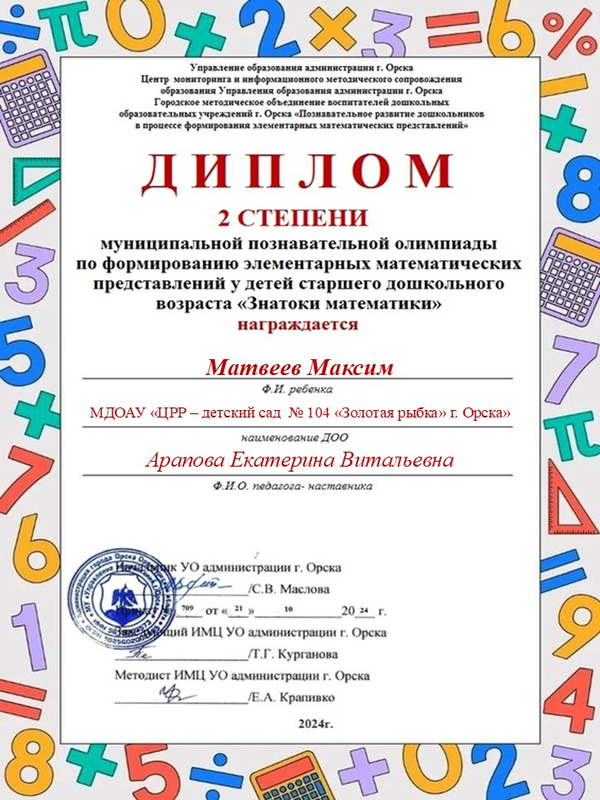 Управление образования администрации г. Орска
Центр мониторинга и информационного методического сопровождения
образования Управления образования администрации г. Орска
Городское методическое объединение воспитателей дошкольных
образовательных учреждений г. Орска «Познавательное развитие дошкольников
в процессе формирования элементарных математических представлений»
ДИПЛОМ
2 СТЕПЕНИ
муниципальной познавательной олимпиады
по формированию элементарных математических
представлений у детей старшего дошкольного
возраста «Знатоки математики»
награждается
Матвеев Максим
Ф.И. ребенка
МДОАУ «ЦРР – детский сад № 104 «Золотая рыбка» г. Орска»
наименование ДОО
Арапова Екатерина Витальевна
Ф.И.О. педагога- наставника
Начальник УО администрации г. Орска
/С.В. Маслова
Приказ № 709 от « 21 » 10 20 24 г.
Заведующий ИМЦ УО администрации г. Орска
/Т.Г. Курганова
Методист ИМЦ УО администрации г. Орска
/Е.А. Крапивко
2024г.